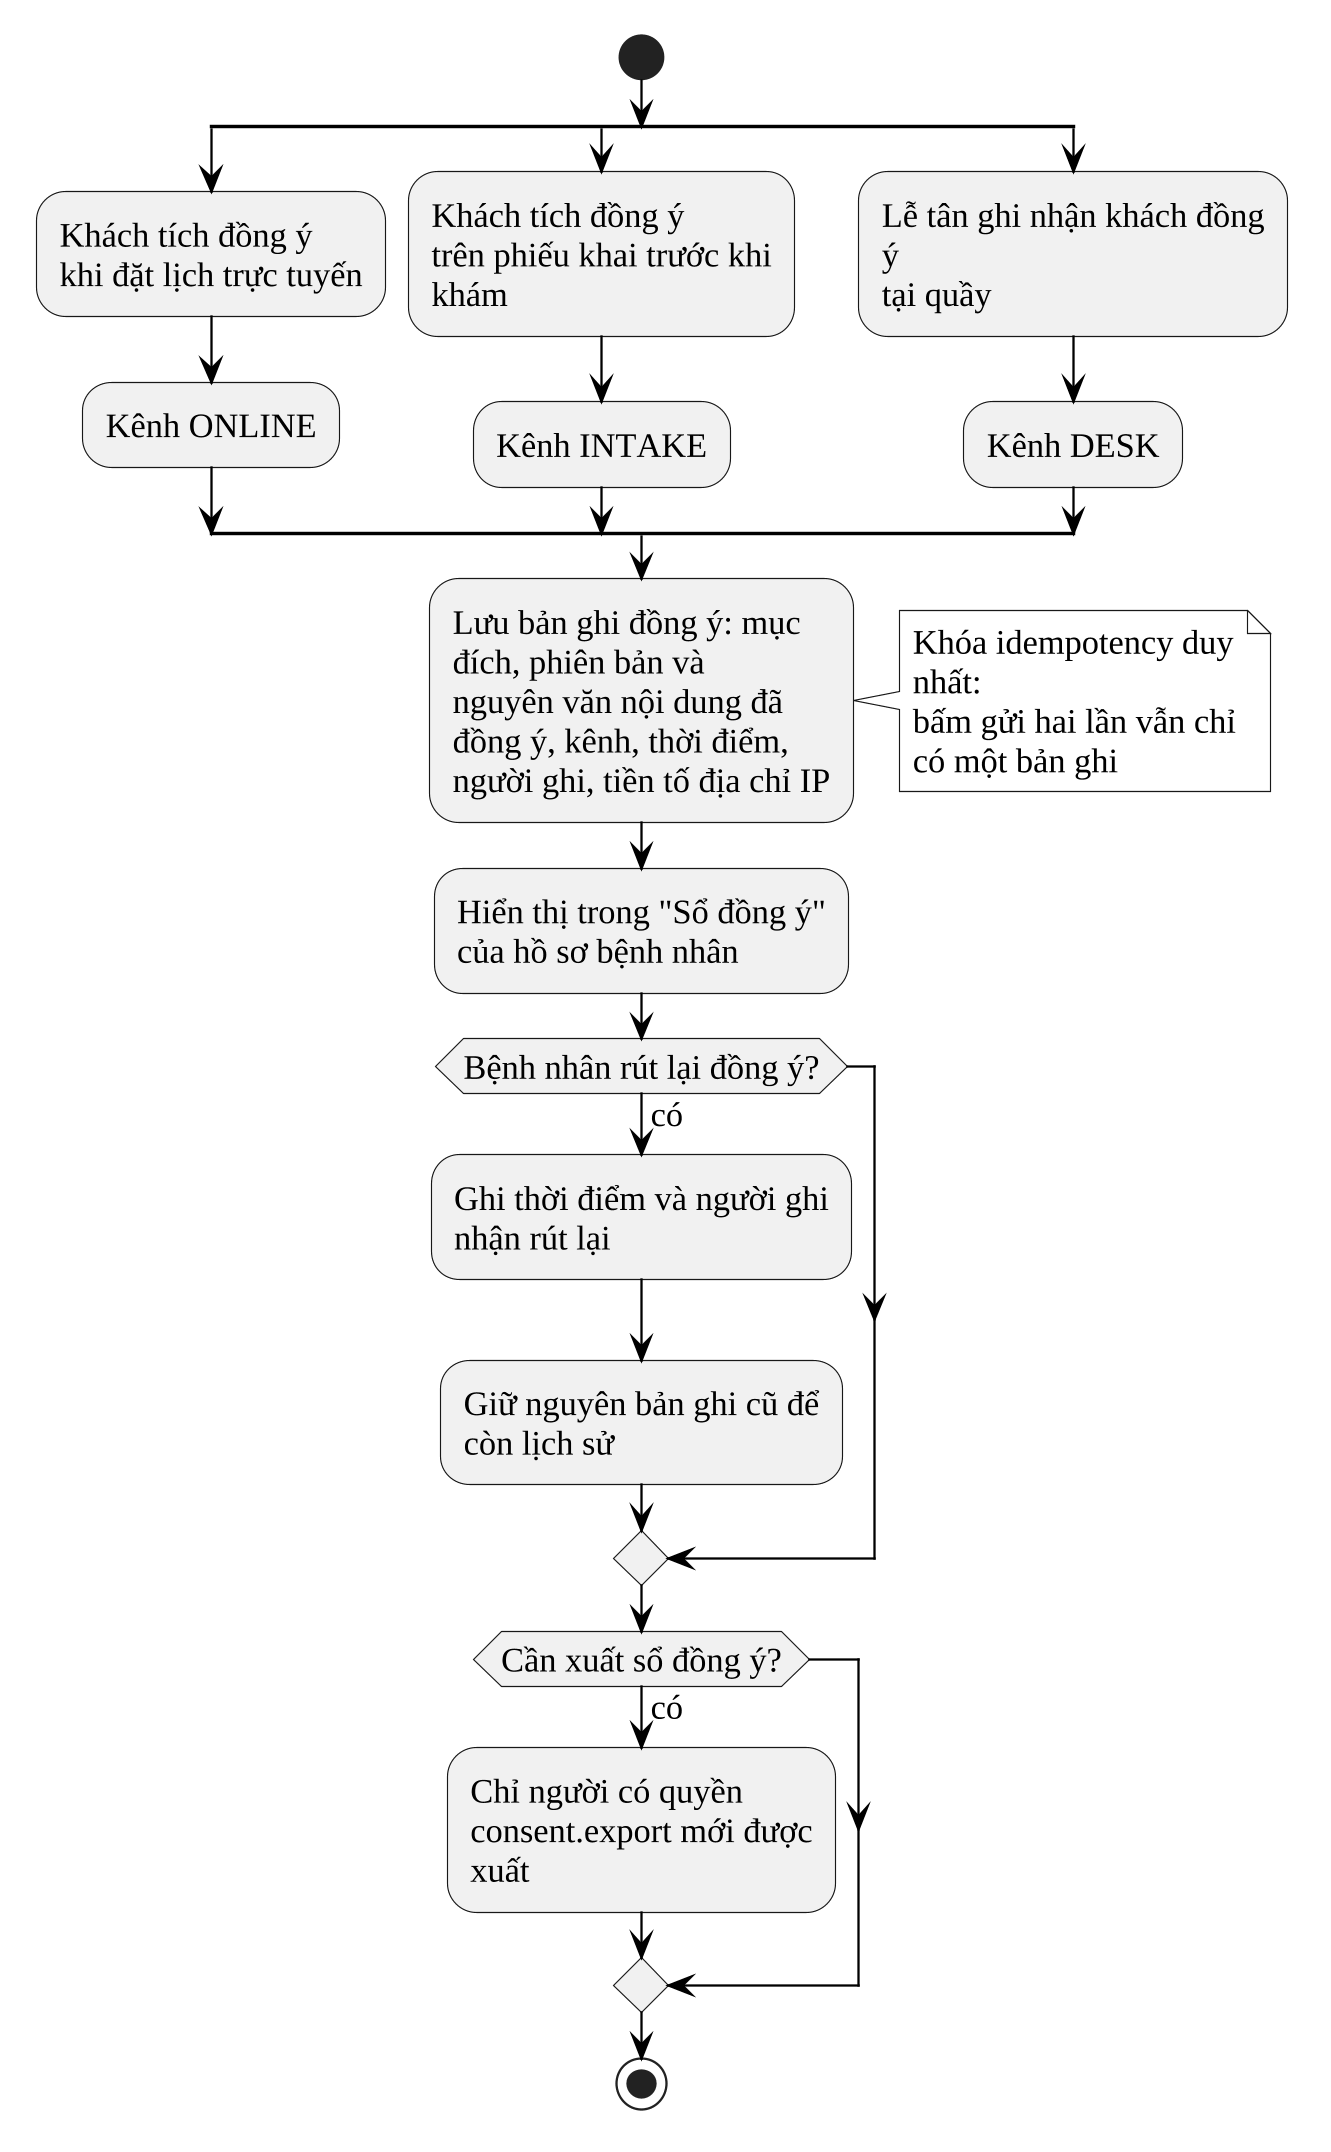 Khách tích đồng ý
khi đặt lịch trực tuyến
Kênh ONLINE
Khách tích đồng ý
trên phiếu khai trước khi
khám
Kênh INTAKE
Lễ tân ghi nhận khách đồng
ý
tại quầy
Kênh DESK
Lưu bản ghi đồng ý: mục
đích, phiên bản và
nguyên văn nội dung đã
đồng ý, kênh, thời điểm,
người ghi, tiền tố địa chỉ IP
Khóa idempotency duy
nhất:
bấm gửi hai lần vẫn chỉ
có một bản ghi
Hiển thị trong "Sổ đồng ý"
của hồ sơ bệnh nhân
Bệnh nhân rút lại đồng ý?
có
Ghi thời điểm và người ghi
nhận rút lại
Giữ nguyên bản ghi cũ để
còn lịch sử
Cần xuất sổ đồng ý?
có
Chỉ người có quyền
consent.export mới được
xuất